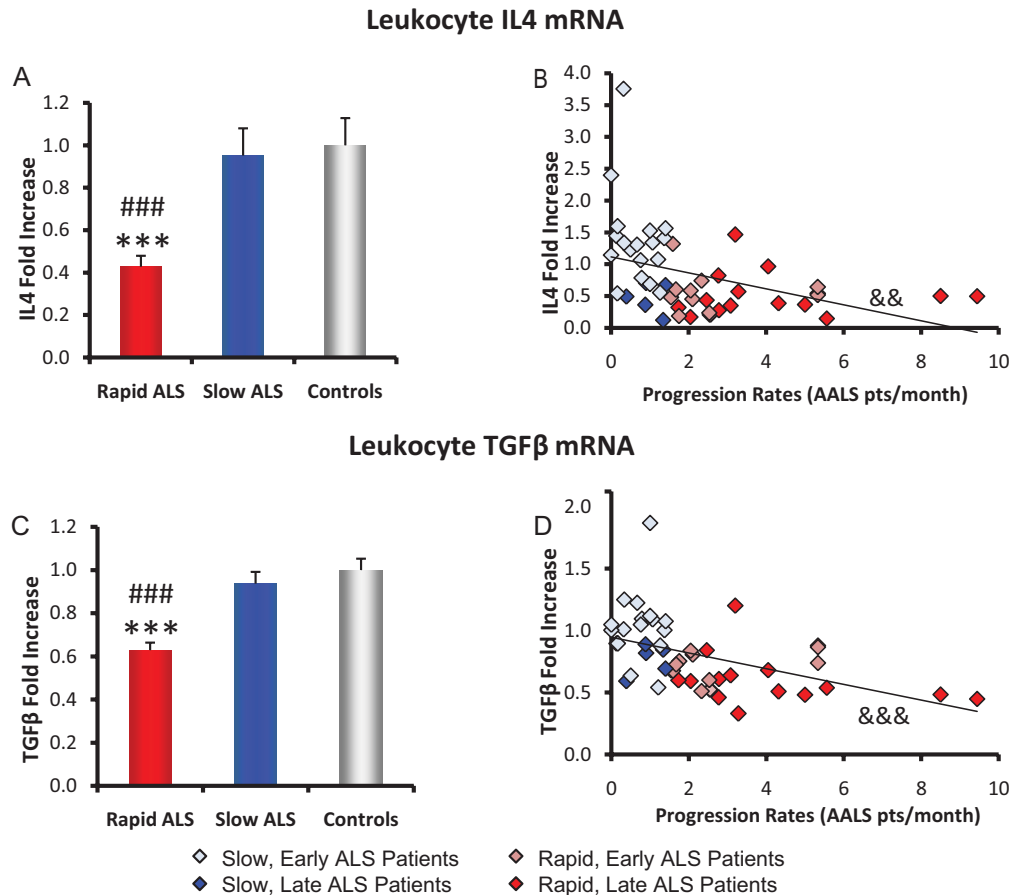 Leukocyte IL4 mRNA
A
IL4 Fold Increase
1.2
1.0
0.8
0.6
0.4
0.2
0.0
###
***
Rapid ALS Slow ALS Controls
B
IL4 Fold Increase
4.0
3.5
3.0
2.5
2.0
1.5
1.0
0.5
0.0
&&
0 2 4 6 8 10
Progression Rates (AALS pts/month)
Leukocyte TGFβ mRNA
C
TGFβ Fold Increase
1.2
1.0
0.8
0.6
0.4
0.2
0.0
###
***
Rapid ALS Slow ALS Controls
D
TGFβ Fold Increase
2.0
1.5
1.0
0.5
0.0
&&&
0 2 4 6 8 10
Progression Rates (AALS pts/month)
Slow, Early ALS Patients
Slow, Late ALS Patients
Rapid, Early ALS Patients
Rapid, Late ALS Patients